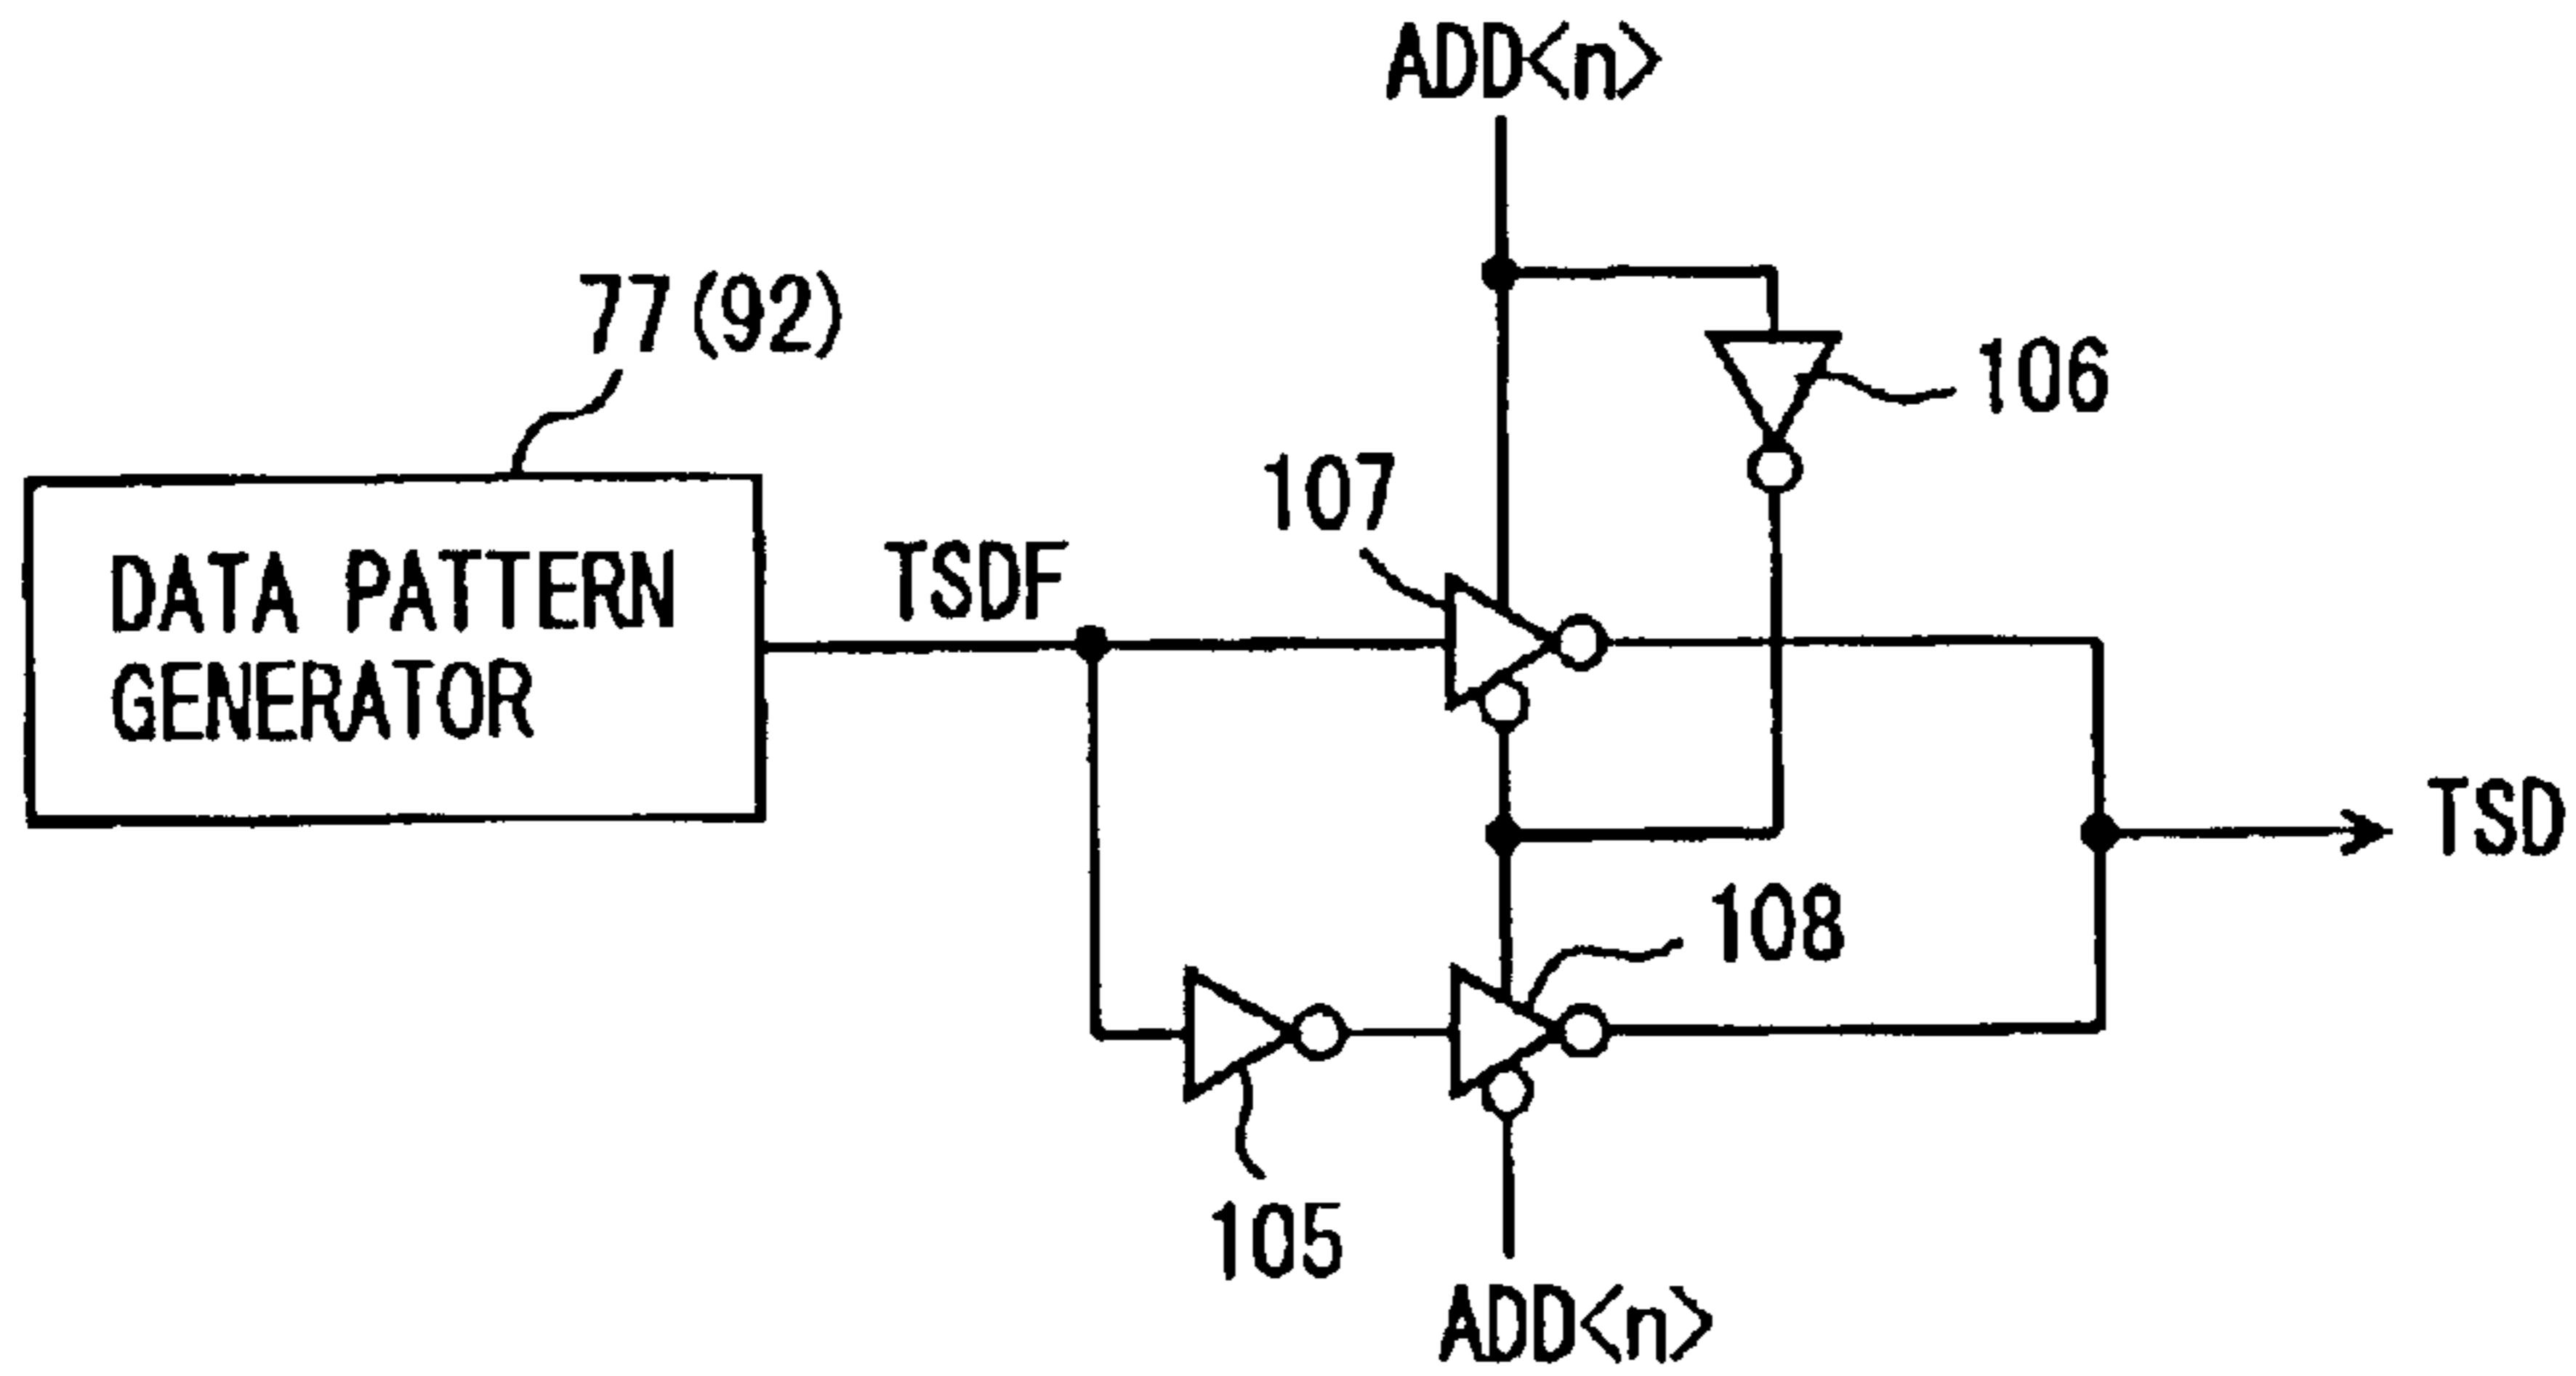 ADD<n>
77(92)
106
107
DATA PATTERN
GENERATOR
TSDF
TSD
108
105
ADD<n>